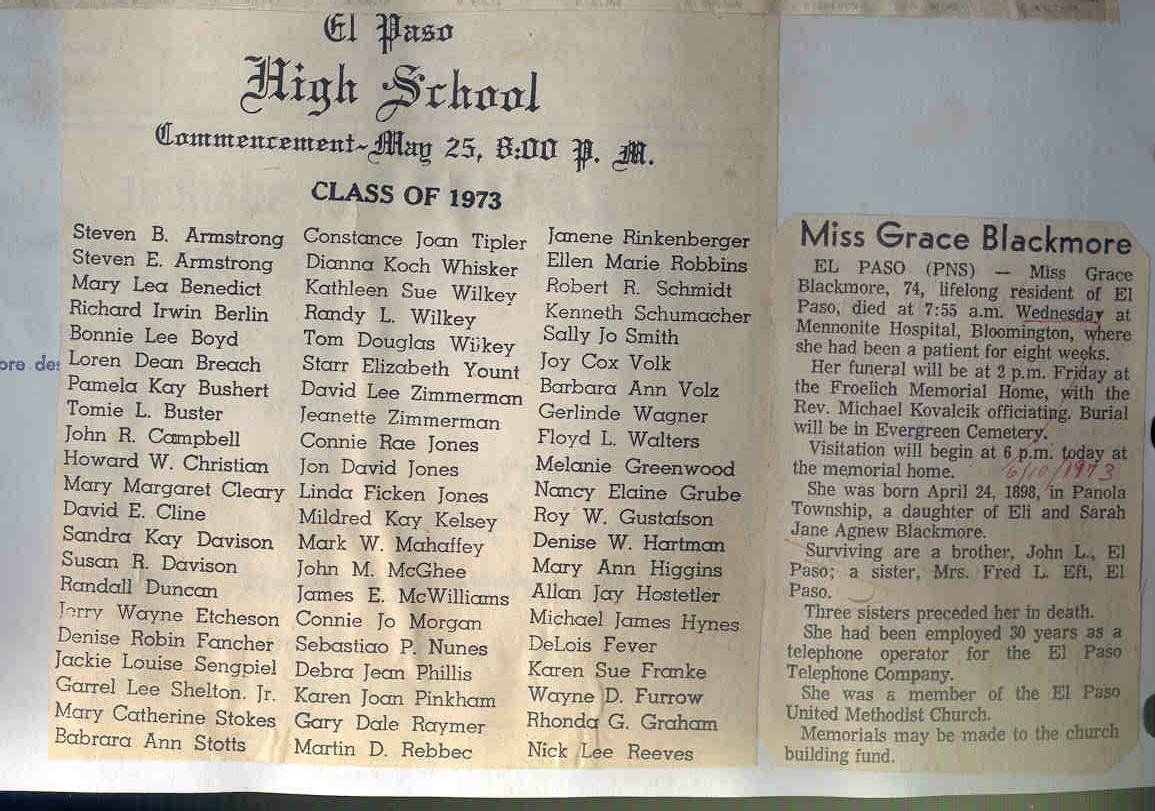 El Paso
High School
Commencement-May 25, 8:00 P. M.
CLASS OF 1973
Steven B. Armstrong
Steven E. Armstrong
Mary Lea Benedict
Richard Irwin Berlin
Bonnie Lee Boyd
Loren Dean Breach
Pamela Kay Bushert
Tomie L. Buster
John R. Campbell
Howard W. Christian
Mary Margaret Cleary
David E. Cline
Sandra Kay Davison
Susan R. Davison
Randall Duncan
Jerry Wayne Etcheson
Denise Robin Fancher
Jackie Louise Sengpiel
Garrel Lee Shelton, Jr.
Mary Catherine Stokes
Babrara Ann Stotts
Constance Joan Tipler
Dianna Koch Whisker
Kathleen Sue Wilkey
Randy L. Wilkey
Tom Douglas Wilkey
Starr Elizabeth Yount
David Lee Zimmerman
Jeanette Zimmerman
Connie Rae Jones
Jon David Jones
Linda Ficken Jones
Mildred Kay Kelsey
Mark W. Mahaffey
John M. McGhee
James E. McWilliams
Connie Jo Morgan
Sebastiao P. Nunes
Debra Jean Phillis
Karen Joan Pinkham
Gary Dale Raymer
Martin D. Rebbec
Janene Rinkenberger
Ellen Marie Robbins
Robert R. Schmidt
Kenneth Schumacher
Sally Jo Smith
Joy Cox Volk
Barbara Ann Volz
Gerlinde Wagner
Floyd L. Walters
Melanie Greenwood
Nancy Elaine Grube
Roy W. Gustafson
Denise W. Hartman
Mary Ann Higgins
Allan Jay Hostetler
Michael James Hynes
DeLois Fever
Karen Sue Franke
Wayne D. Furrow
Rhonda G. Graham
Nick Lee Reeves
Miss Grace Blackmore
EL PASO (PNS) — Miss Grace
Blackmore, 74, lifelong resident of El
Paso, died at 7:55 a.m. Wednesday at
Mennonite Hospital, Bloomington, where
she had been a patient for eight weeks.
Her funeral will be at 2 p.m. Friday at
the Froelich Memorial Home, with the
Rev. Michael Kovalcik officiating. Burial
will be in Evergreen Cemetery.
Visitation will begin at 6 p.m. today at
the memorial home. 6/10/1973
She was born April 24, 1898, in Panola
Township, a daughter of Eli and Sarah
Jane Agnew Blackmore.
Surviving are a brother, John L., El
Paso; a sister, Mrs. Fred L. Eft, El
Paso.
Three sisters preceded her in death.
She had been employed 30 years as a
telephone operator for the El Paso
Telephone Company.
She was a member of the El Paso
United Methodist Church.
Memorials may be made to the church
building fund.